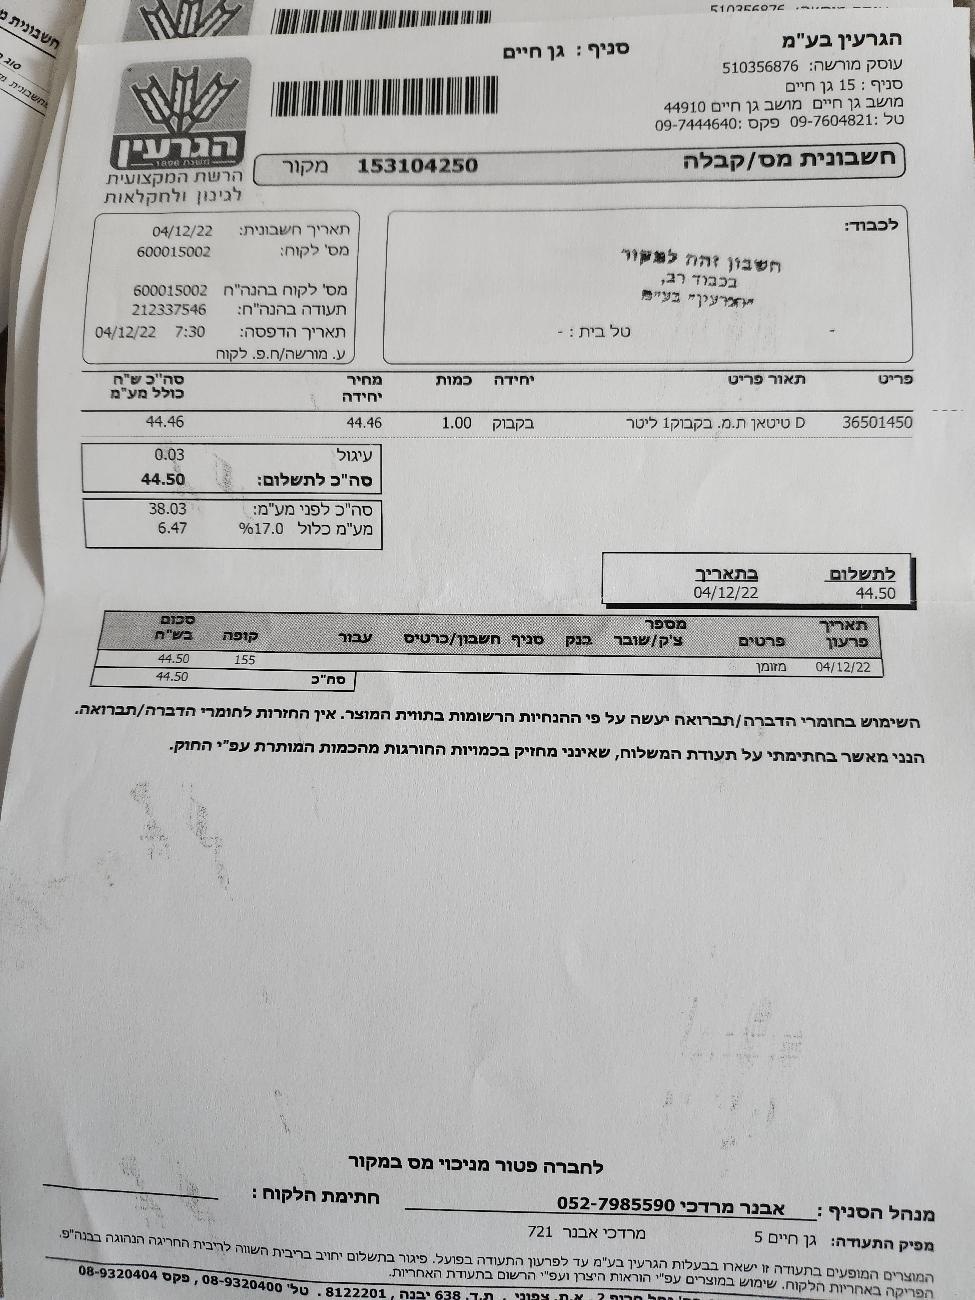 הגרעין בע"מ
סניף : גן חיים
עוסק מורשה: 510356876
סניף : 15 גן חיים
מושב גן חיים מושב גן חיים 44910
טל :09-7604821 פקס :09-7444640
הגרעין
משנת 1896
הרשת המקצועית
לגינון ולחקלאות
חשבונית מס/קבלה 153104250 מקור
לכבוד:
חשבון זהה למקור
בכבוד רב,
"הגרעין" בע"מ
- טל בית : -
תאריך חשבונית: 04/12/22
מס' לקוח: 600015002
מס' לקוח בהנה"ח 600015002
תעודה בהנה"ח: 212337546
תאריך הדפסה: 7:30 04/12/22
ע. מורשה/ח.פ. לקוח
פריט תאור פריט יחידה כמות מחיר יחידה סה"כ ש"ח כולל מע"מ
36501450 D טיטאן ת.מ. בקבוק1 ליטר בקבוק 1.00 44.46 44.46
עיגול 0.03
סה"כ לתשלום: 44.50
סה"כ לפני מע"מ: 38.03
מע"מ כלול 17.0% 6.47
לתשלום בתאריך
44.50 04/12/22
תאריך פרעון פרטים מספר צ'ק/שובר בנק סניף חשבון/כרטיס עבור קופה סכום בש"ח
04/12/22 מזומן 155 44.50
סה"כ 44.50
השימוש בחומרי הדברה/תברואה יעשה על פי ההנחיות הרשומות בתווית המוצר. אין החזרות לחומרי הדברה/תברואה.
הנני מאשר בחתימתי על תעודת המשלוח, שאינני מחזיק בכמויות החורגות מהכמות המותרת עפ"י החוק.
לחברה פטור מניכוי מס במקור
מנהל הסניף : אבנר מרדכי 052-7985590 חתימת הלקוח :
מפיק התעודה: גן חיים 5 מרדכי אבנר 721
המוצרים המופיעים בתעודה זו ישארו בבעלות הגרעין בע"מ עד לפרעון התעודה בפועל. פיגור בתשלום יחויב בריבית השווה לריבית החריגה הנהוגה בבנה"פ.
הפריקה באחריות הלקוח. שימוש במוצרים עפ"י הוראות היצרן ועפ"י הרשום בתעודת האחריות.
2 , א.ת. צפוני , ת.ד. 638 יבנה , 8122201 . טל' 08-9320400 , פקס 08-9320404